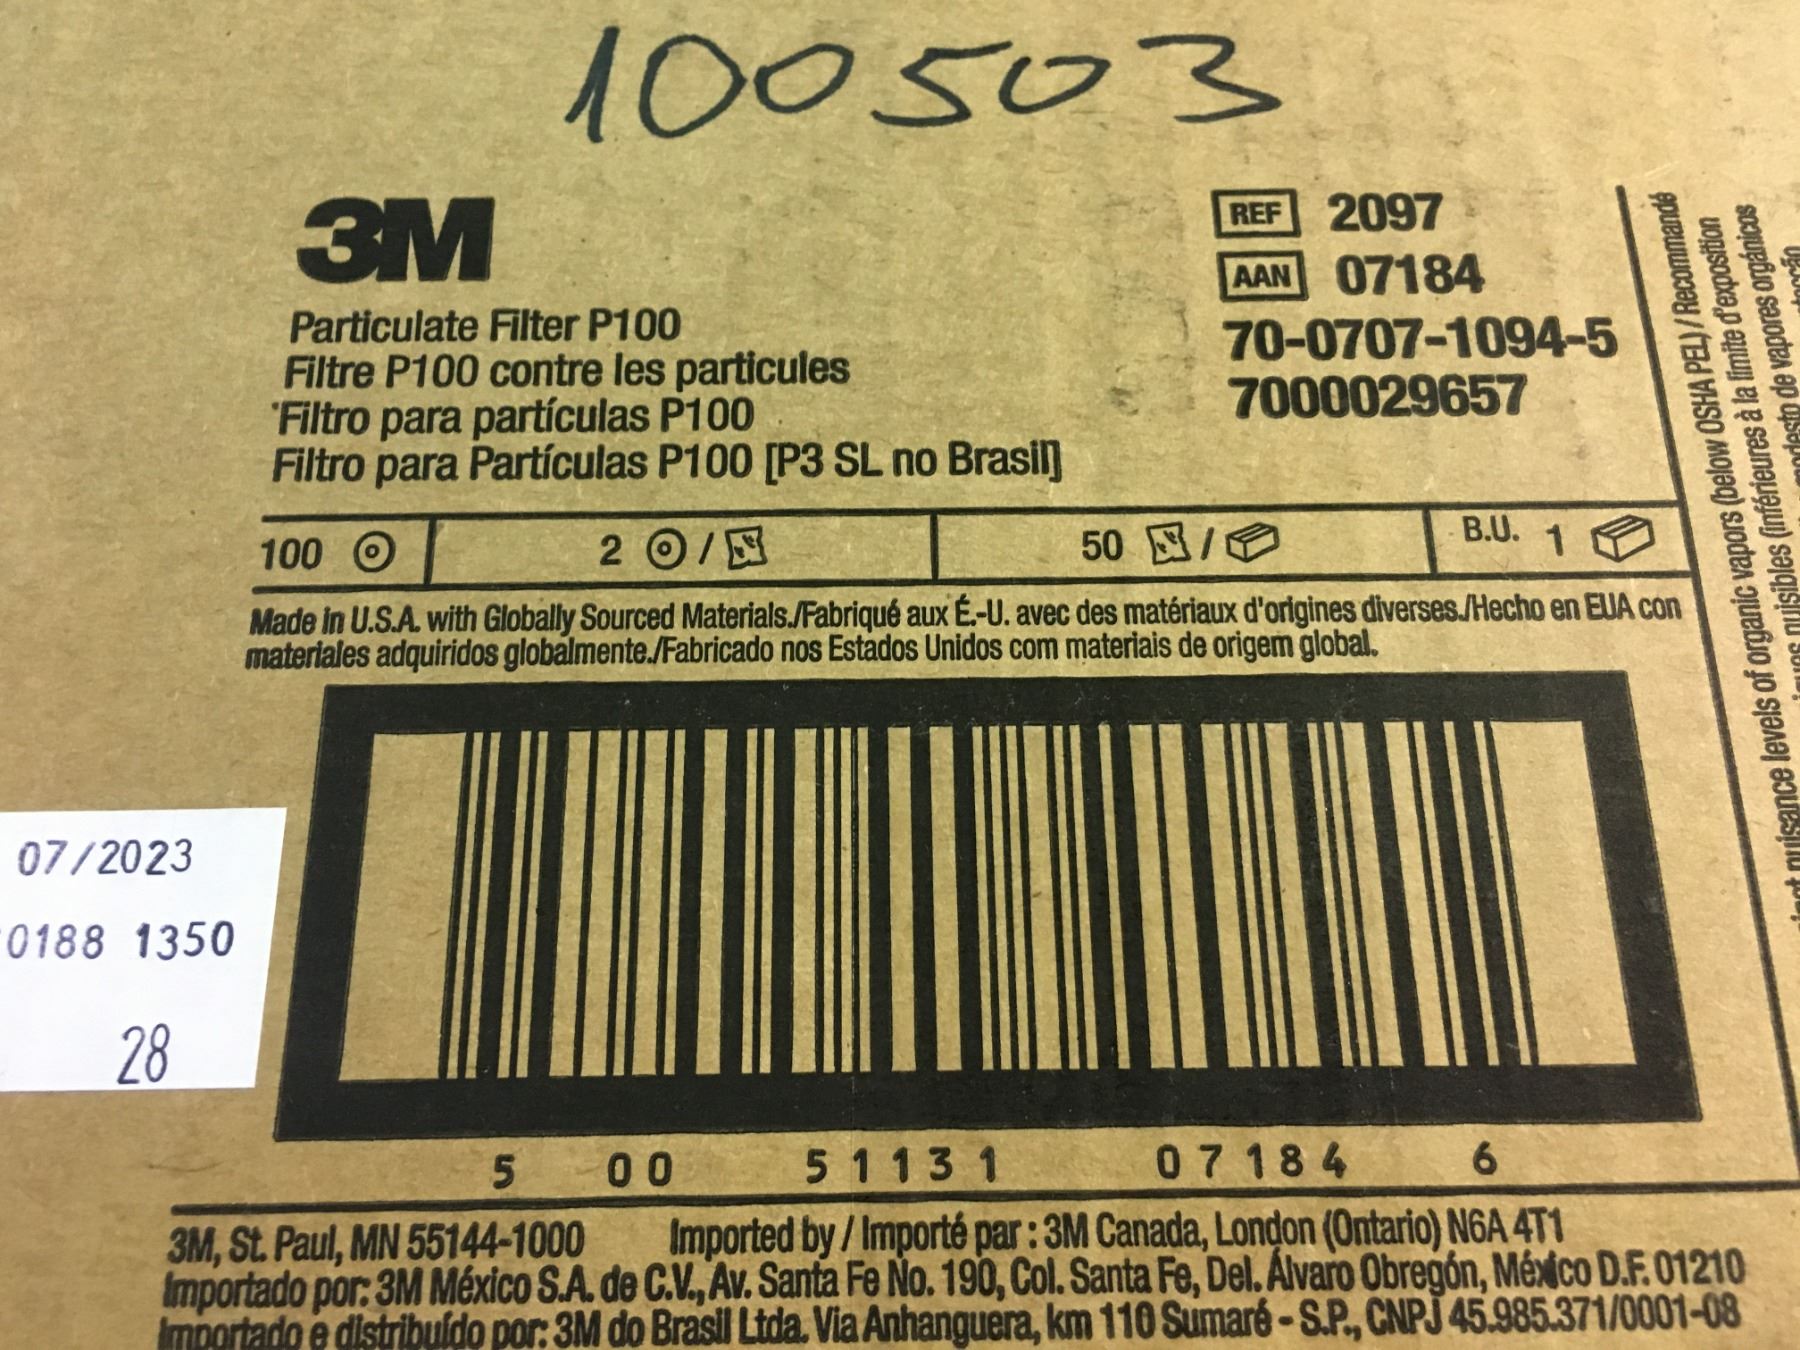 100503
3M
Particulate Filter P100
Filtre P100 contre les particules
Filtro para partículas P100
Filtro para Partículas P100 [P3 SL no Brasil]
REF 2097
AAN 07184
70-0707-1094-5
7000029657
100
2 /
50 /
B.U. 1
Made in U.S.A. with Globally Sourced Materials./Fabriqué aux É.-U. avec des matériaux d'origines diverses./Hecho en EUA con
materiales adquiridos globalmente./Fabricado nos Estados Unidos com materiais de origem global.
07/2023
0188 1350
28
5 00 51131 07184 6
3M, St. Paul, MN 55144-1000 Imported by / Importé par : 3M Canada, London (Ontario) N6A 4T1
Importado por: 3M México S.A. de C.V., Av. Santa Fe No. 190, Col. Santa Fe, Del. Álvaro Obregón, México D.F. 01210
Importado e distribuído por: 3M do Brasil Ltda. Via Anhanguera, km 110 Sumaré - S.P., CNPJ 45.985.371/0001-08
nuisance levels of organic vapors (below OSHA PEL) / Recommandé
nuisibles (inférieures à la limite d'exposition
modesto de vapores orgánicos